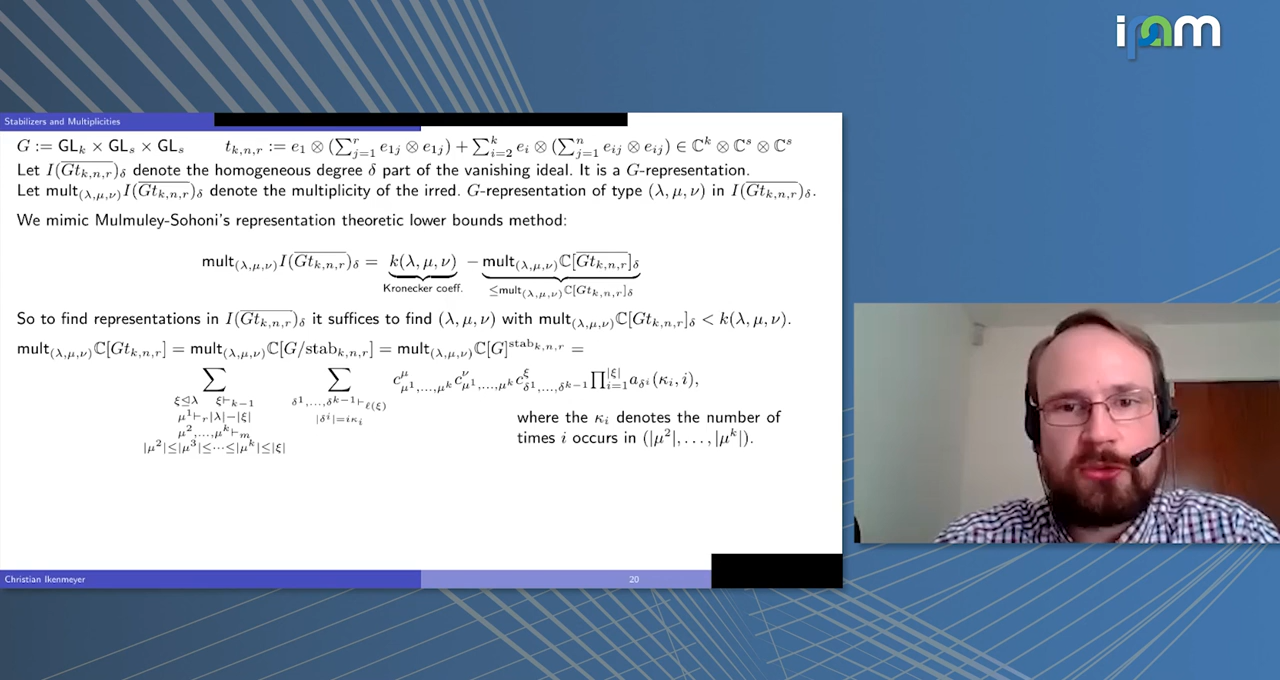 ipam
Stabilizers and Multiplicities
G := GL_k × GL_s × GL_s t_{k,n,r} := e_1 ⊗ (∑_{j=1}^r e_{1j} ⊗ e_{1j}) + ∑_{i=2}^k e_i ⊗ (∑_{j=1}^n e_{ij} ⊗ e_{ij}) ∈ ℂ^k ⊗ ℂ^s ⊗ ℂ^s
Let I(\overline{Gt_{k,n,r}})_δ denote the homogeneous degree δ part of the vanishing ideal. It is a G-representation.
Let mult_{(λ,μ,ν)}I(\overline{Gt_{k,n,r}})_δ denote the multiplicity of the irred. G-representation of type (λ, μ, ν) in I(\overline{Gt_{k,n,r}})_δ.
We mimic Mulmuley-Sohoni's representation theoretic lower bounds method:
mult_{(λ,μ,ν)}I(\overline{Gt_{k,n,r}})_δ = k(λ, μ, ν) − mult_{(λ,μ,ν)}ℂ[\overline{Gt_{k,n,r}}]_δ
Kronecker coeff. ≤mult_{(λ,μ,ν)}ℂ[Gt_{k,n,r}]_δ
So to find representations in I(\overline{Gt_{k,n,r}})_δ it suffices to find (λ, μ, ν) with mult_{(λ,μ,ν)}ℂ[Gt_{k,n,r}]_δ < k(λ, μ, ν).
mult_{(λ,μ,ν)}ℂ[Gt_{k,n,r}] = mult_{(λ,μ,ν)}ℂ[G/stab_{k,n,r}] = mult_{(λ,μ,ν)}ℂ[G]^{stab_{k,n,r}} =
∑ ∑ c^μ_{μ^1,…,μ^k} c^ν_{μ^1,…,μ^k} c^ξ_{δ^1,…,δ^{k−1}} ∏_{i=1}^{|ξ|} a_{δ^i}(κ_i, i),
ξ⊴λ ξ⊢_{k−1} δ^1,…,δ^{k−1}⊢_{ℓ(ξ)}
μ^1⊢_r|λ|−|ξ| |δ^i|=iκ_i
μ^2,…,μ^k⊢_m
|μ^2|≤|μ^3|≤⋯≤|μ^k|≤|ξ|
where the κ_i denotes the number of
times i occurs in (|μ^2|, …, |μ^k|).
Christian Ikenmeyer 20